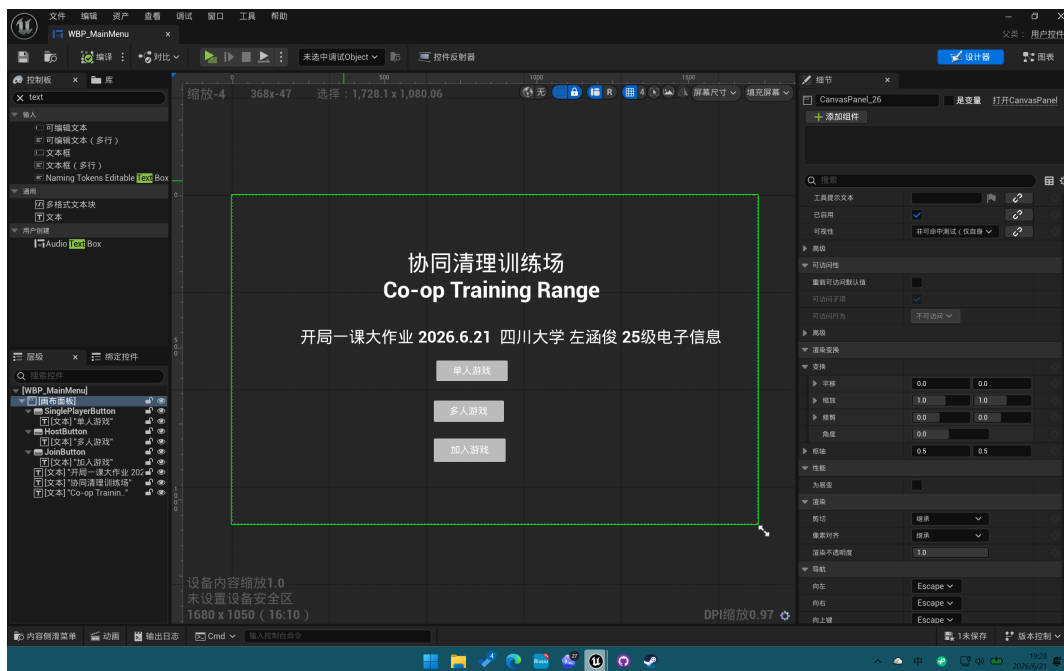 文件 编辑 资产 查看 调试 窗口 工具 帮助
WBP_MainMenu
父类： 用户控件
编译
对比
未选中调试Object
控件反射器
设计器
图表
控制板
库
text
输入
可编辑文本
可编辑文本（多行）
文本框
文本框（多行）
Naming Tokens Editable Text Box
通用
多格式文本块
文本
用户创建
Audio Text Box
层级
绑定控件
搜索控件
[WBP_MainMenu]
[画布面板]
SinglePlayerButton
[文本] "单人游戏"
HostButton
[文本] "多人游戏"
JoinButton
[文本] "加入游戏"
[文本] "开局一课大作业 202
[文本] "协同清理训练场"
[文本] "Co-op Trainin.."
0 500 1000 1500
缩放-4 368x-47 选择：1,728.1 x 1,080.06
无
R
4
屏幕尺寸
填充屏幕
协同清理训练场
Co-op Training Range
开局一课大作业 2026.6.21 四川大学 左涵俊 25级电子信息
单人游戏
多人游戏
加入游戏
设备内容缩放1.0
未设置设备安全区
1680 x 1050 (16:10)
DPI缩放0.97
细节
CanvasPanel_26
是变量
打开CanvasPanel
添加组件
搜索
工具提示文本
已启用
可视性 非可命中测试（仅自身
高级
可访问性
重载可访问默认值
可访问子项
可访问行为 不可访问
高级
渲染变换
变换
平移 0.0 0.0
缩放 1.0 1.0
修剪 0.0 0.0
角度 0.0
枢轴 0.5 0.5
性能
为易变
渲染
剪切 继承
像素对齐 继承
渲染不透明度 1.0
导航
向左 Escape
向右 Escape
向上键 Escape
内容侧滑菜单 动画 输出日志 Cmd 输入控制台命令
1未保存 版本控制
中
19:28
2026/6/21